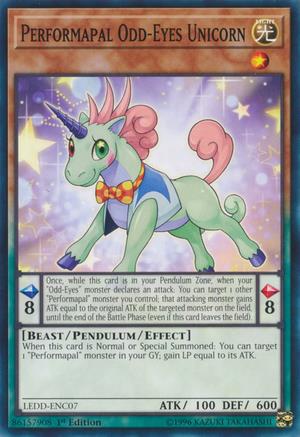 PERFORMAPAL ODD-EYES UNICORN
LIGHT
光
Once, while this card is in your Pendulum Zone, when your
"Odd-Eyes" monster declares an attack. You can target 1 other
"Performapal" monster you control; that attacking monster gains
ATK equal to the original ATK of the targeted monster on the field,
until the end of the Battle Phase (even if this card leaves the field).
8
8
[BEAST/PENDULUM/EFFECT]
When this card is Normal or Special Summoned: You can target
1 "Performapal" monster in your GY; gain LP equal to its ATK.
LEDD-ENC07
ATK/ 100 DEF/ 600
86157908 1st Edition
©1996 KAZUKI TAKAHASHI